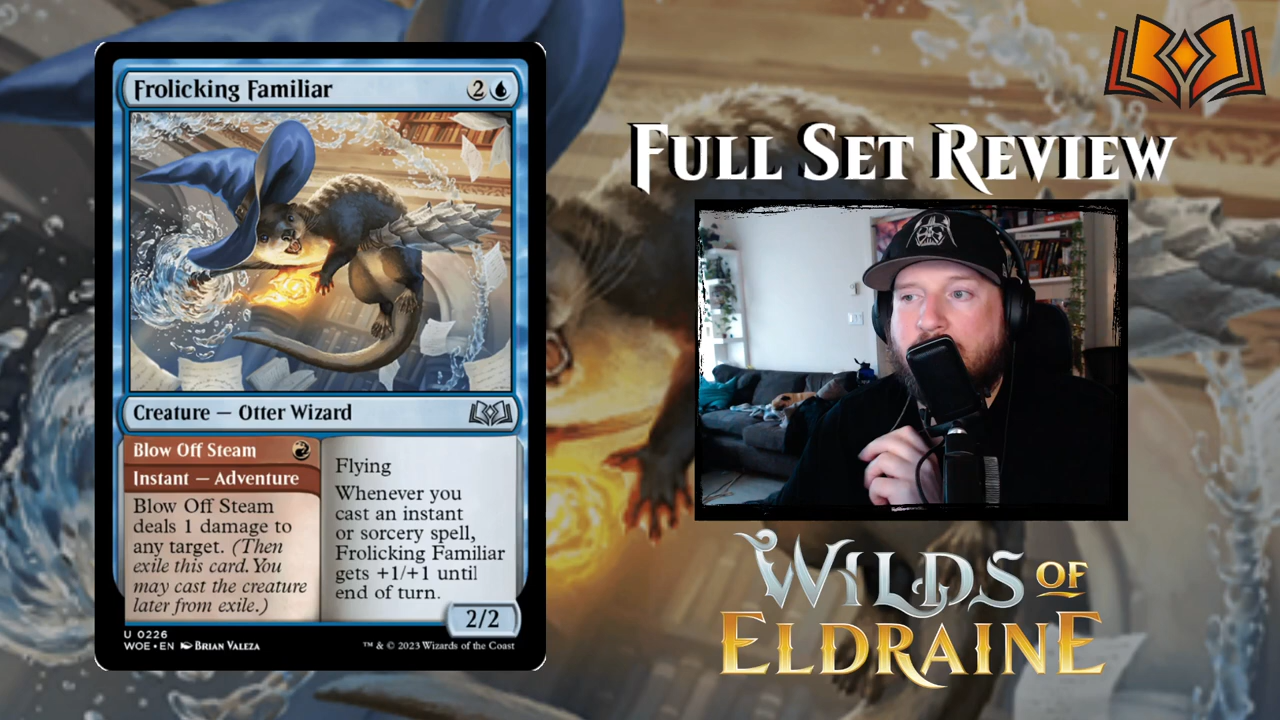 Frolicking Familiar 2
Creature — Otter Wizard
Blow Off Steam
Instant — Adventure
Blow Off Steam
deals 1 damage to
any target. (Then
exile this card. You
may cast the creature
later from exile.)
Flying
Whenever you
cast an instant
or sorcery spell,
Frolicking Familiar
gets +1/+1 until
end of turn.
2/2
U 0226
WOE • EN BRIAN VALEZA
™ & © 2023 Wizards of the Coast
FULL SET REVIEW
WILDS OF
ELDRAINE